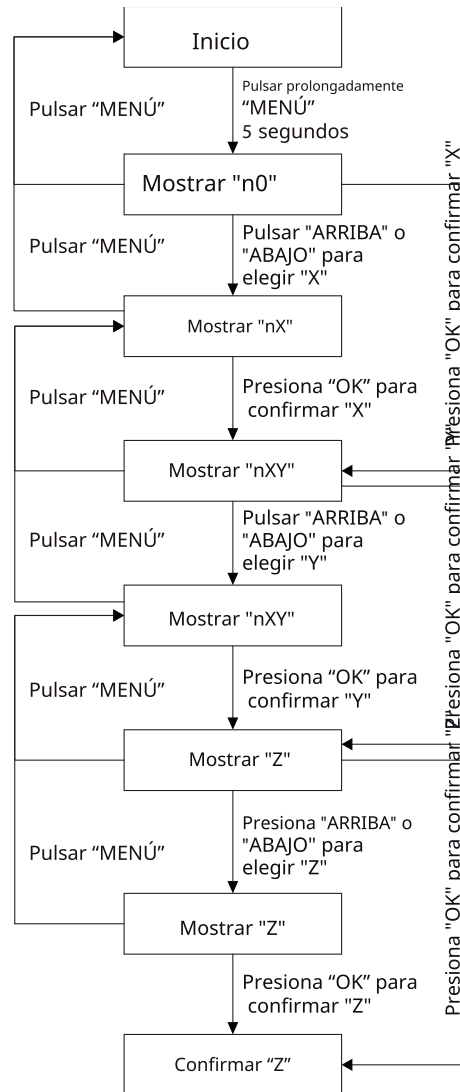 Inicio
Pulsar “MENÚ”
Pulsar prolongadamente
“MENÚ”
5 segundos
Mostrar "n0"
Pulsar “MENÚ”
Pulsar "ARRIBA" o
"ABAJO" para
elegir "X"
Presiona "OK" para confirmar "X"
Mostrar "nX"
Pulsar “MENÚ”
Presiona “OK” para
confirmar "X"
Mostrar "nXY"
Pulsar “MENÚ”
Pulsar "ARRIBA" o
"ABAJO" para
elegir "Y"
Presiona "OK" para confirmar "Y"
Mostrar "nXY"
Pulsar “MENÚ”
Presiona “OK” para
confirmar "Y"
Mostrar "Z"
Pulsar “MENÚ”
Presiona "ARRIBA" o
"ABAJO" para
elegir "Z"
Presiona "OK" para confirmar "Z"
Mostrar "Z"
Presiona “OK” para
confirmar "Z"
Confirmar “Z”